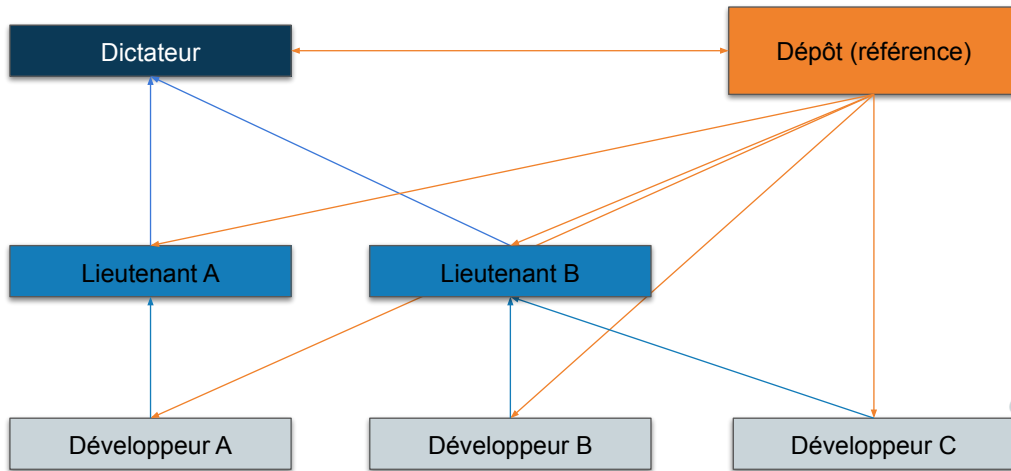 Dictateur
Dépôt (référence)
Lieutenant A
Lieutenant B
Développeur A
Développeur B
Développeur C